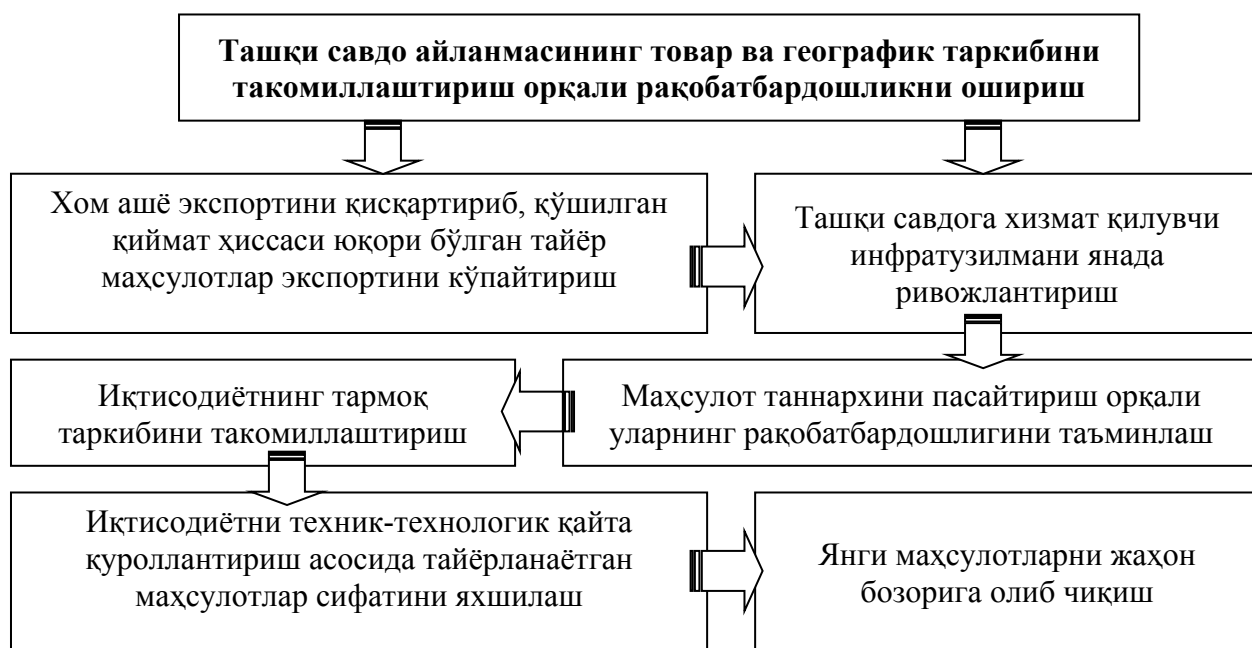 Ташқи савдо айланмасининг товар ва географик таркибини
такомиллаштириш орқали рақобатбардошликни ошириш
Хом ашё экспортини қисқартириб, қўшилган
қиймат ҳиссаси юқори бўлган тайёр
маҳсулотлар экспортини кўпайтириш
Ташқи савдога хизмат қилувчи
инфратузилмани янада
ривожлантириш
Маҳсулот таннархини пасайтириш орқали
уларнинг рақобатбардошлигини таъминлаш
Иқтисодиётнинг тармоқ
таркибини такомиллаштириш
Иқтисодиётни техник-технологик қайта
қуроллантириш асосида тайёрланаётган
маҳсулотлар сифатини яхшилаш
Янги маҳсулотларни жаҳон
бозорига олиб чиқиш